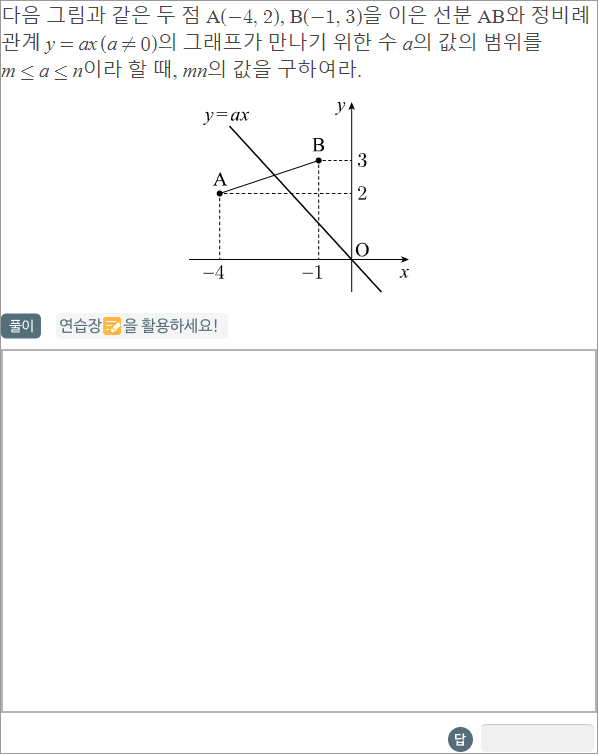 다음 그림과 같은 두 점 A(−4, 2), B(−1, 3)을 이은 선분 AB와 정비례
관계 y = ax (a ≠ 0)의 그래프가 만나기 위한 수 a의 값의 범위를
m ≤ a ≤ n이라 할 때, mn의 값을 구하여라.
y=ax
y
B
3
A
2
O
−4
−1
x
풀이
연습장을 활용하세요!
답